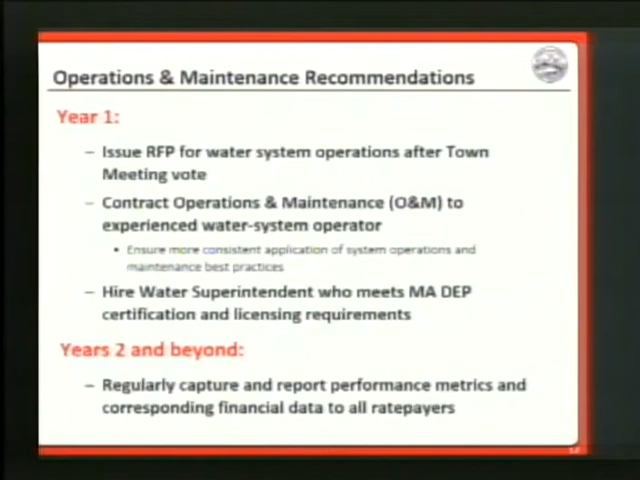 Operations & Maintenance Recommendations
Year 1:
– Issue RFP for water system operations after Town
Meeting vote
– Contract Operations & Maintenance (O&M) to
experienced water-system operator
• Ensure more consistent application of system operations and
maintenance best practices
– Hire Water Superintendent who meets MA DEP
certification and licensing requirements
Years 2 and beyond:
– Regularly capture and report performance metrics and
corresponding financial data to all ratepayers